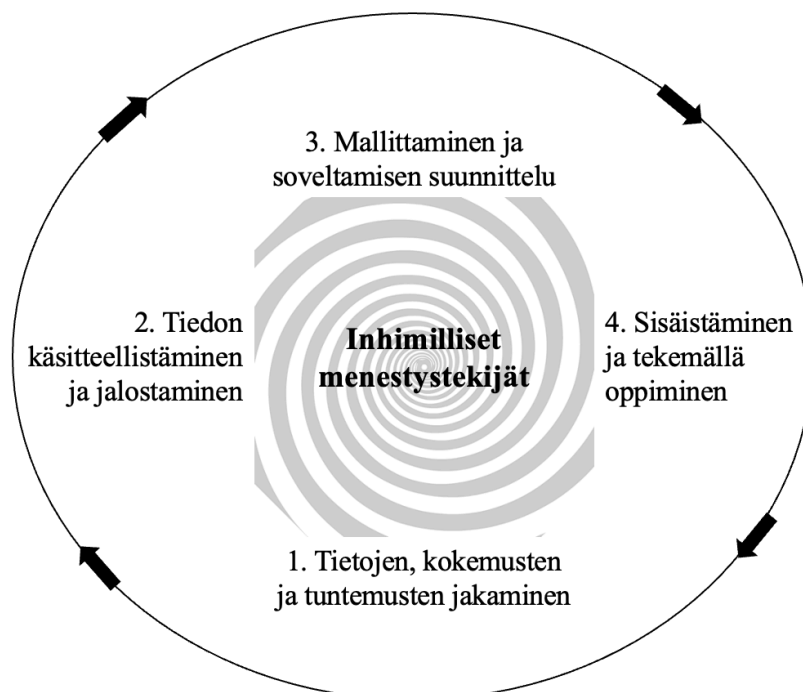 3. Mallittaminen ja
soveltamisen suunnittelu
2. Tiedon
käsitteellistäminen
ja jalostaminen
Inhimilliset
menestystekijät
4. Sisäistäminen
ja tekemällä
oppiminen
1. Tietojen, kokemusten
ja tuntemusten jakaminen